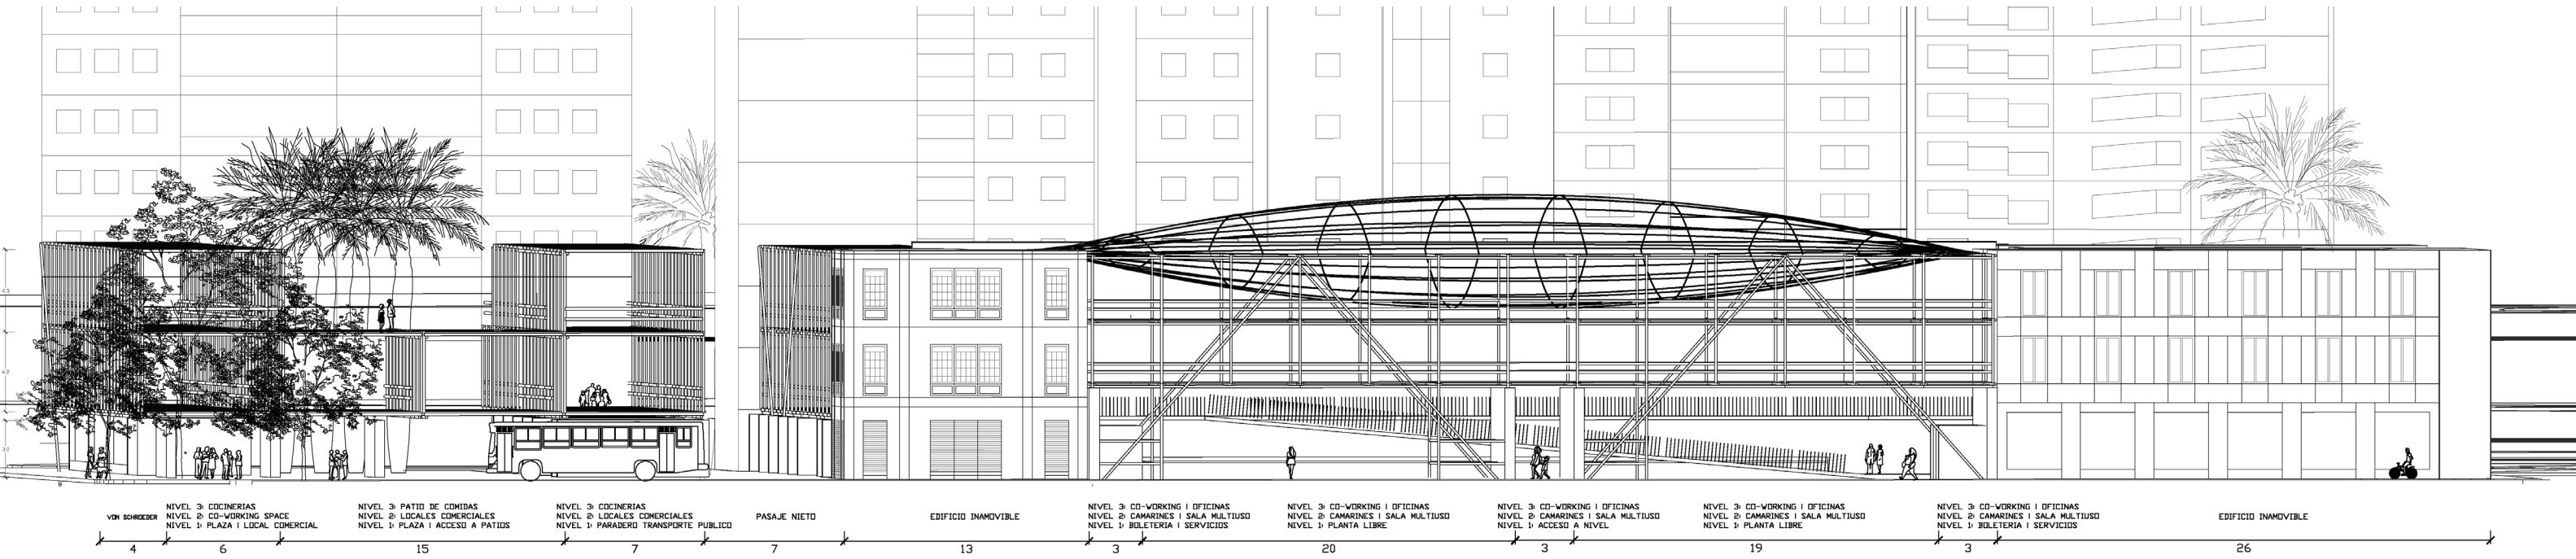 4.3
4.2
3.0
VON SCHROEDER
NIVEL 3: COCINERIAS
NIVEL 2: CO-WORKING SPACE
NIVEL 1: PLAZA | LOCAL COMERCIAL
NIVEL 3: PATIO DE COMIDAS
NIVEL 2: LOCALES COMERCIALES
NIVEL 1: PLAZA | ACCESO A PATIOS
NIVEL 3: COCINERIAS
NIVEL 2: LOCALES COMERCIALES
NIVEL 1: PARADERO TRANSPORTE PUBLICO
PASAJE NIETO
EDIFICIO INAMOVIBLE
NIVEL 3: CO-WORKING | OFICINAS
NIVEL 2: CAMARINES | SALA MULTIUSO
NIVEL 1: BOLETERIA | SERVICIOS
NIVEL 3: CO-WORKING | OFICINAS
NIVEL 2: CAMARINES | SALA MULTIUSO
NIVEL 1: PLANTA LIBRE
NIVEL 3: CO-WORKING | OFICINAS
NIVEL 2: CAMARINES | SALA MULTIUSO
NIVEL 1: ACCESO A NIVEL
NIVEL 3: CO-WORKING | OFICINAS
NIVEL 2: CAMARINES | SALA MULTIUSO
NIVEL 1: PLANTA LIBRE
NIVEL 3: CO-WORKING | OFICINAS
NIVEL 2: CAMARINES | SALA MULTIUSO
NIVEL 1: BOLETERIA | SERVICIOS
EDIFICIO INAMOVIBLE
4 6 15 7 7 13 3 20 3 19 3 26